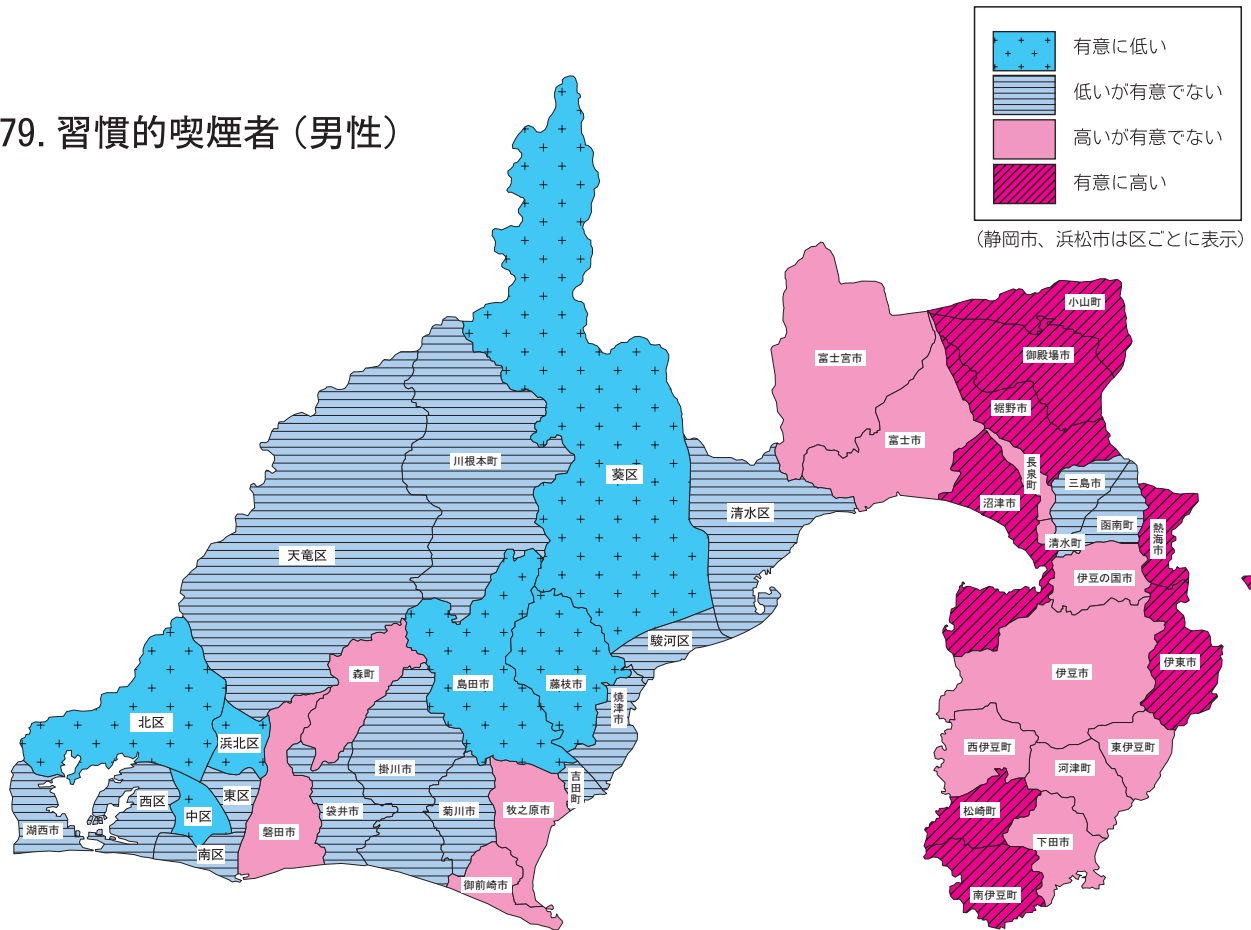 79. 習慣的喫煙者（男性）
有意に低い
低いが有意でない
高いが有意でない
有意に高い
（静岡市、浜松市は区ごとに表示）
小山町
御殿場市
富士宮市
裾野市
富士市
川根本町
葵区
長泉町
三島市
沼津市
清水区
函南町
熱海市
清水町
天竜区
伊豆の国市
駿河区
伊東市
森町
島田市
藤枝市
伊豆市
焼津市
北区
浜北区
西伊豆町
東伊豆町
掛川市
河津町
吉田町
西区
東区
中区
袋井市
菊川市
牧之原市
松崎町
湖西市
磐田市
下田市
南区
御前崎市
南伊豆町